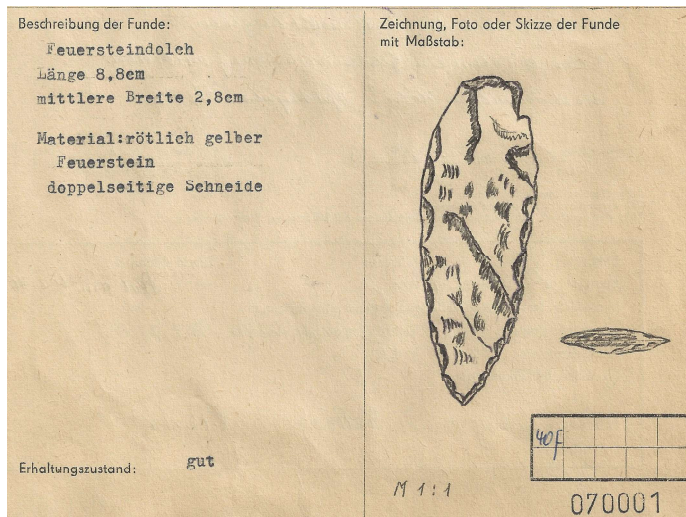 Beschreibung der Funde:
Feuersteindolch
Länge 8,8cm
mittlere Breite 2,8cm
Material:rötlich gelber
Feuerstein
doppelseitige Schneide
Erhaltungszustand:
gut
Zeichnung, Foto oder Skizze der Funde
mit Maßstab:
M 1:1
40f
070001